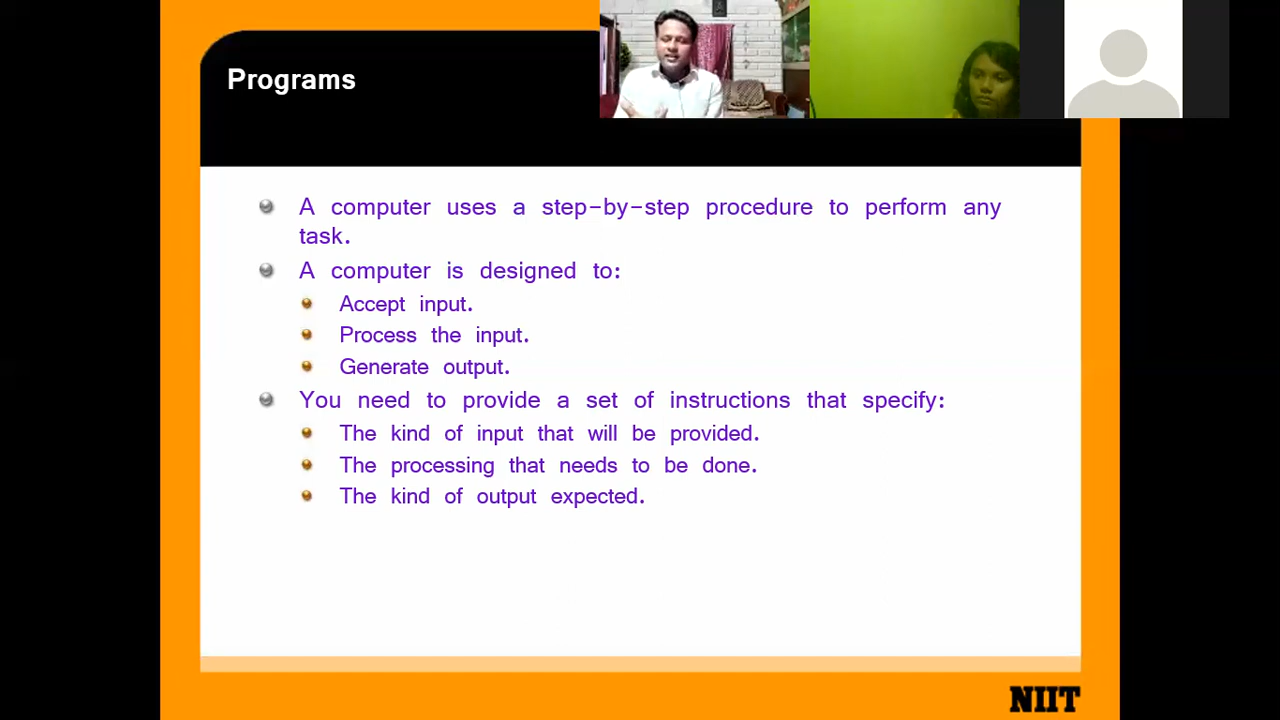 Programs
A computer uses a step-by-step procedure to perform any
task.
A computer is designed to:
Accept input.
Process the input.
Generate output.
You need to provide a set of instructions that specify:
The kind of input that will be provided.
The processing that needs to be done.
The kind of output expected.
NIIT